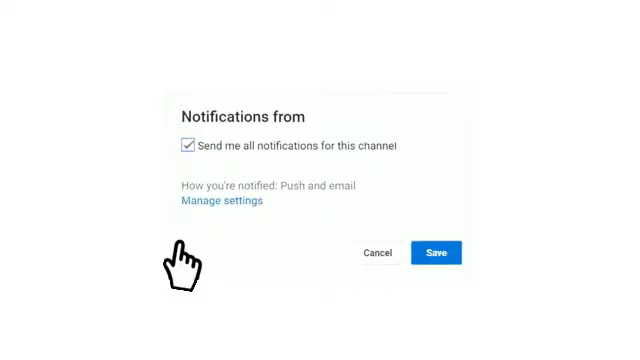 Notifications from
Send me all notifications for this channel
How you're notified: Push and email
Manage settings
Cancel
Save